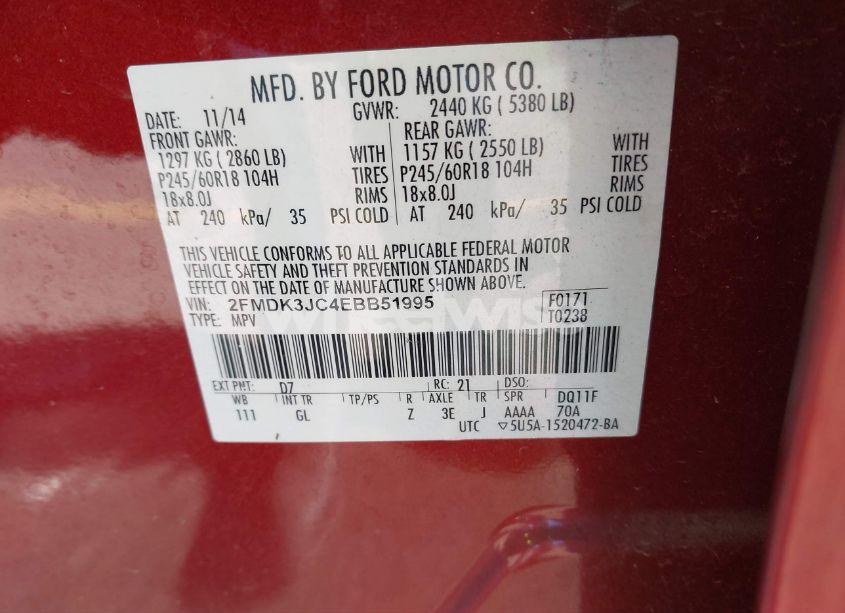 MFD. BY FORD MOTOR CO.
DATE: 11/14 GVWR: 2440 KG ( 5380 LB)
FRONT GAWR: REAR GAWR:
1297 KG ( 2860 LB) WITH 1157 KG ( 2550 LB) WITH
P245/60R18 104H TIRES P245/60R18 104H TIRES
18x8.0J RIMS 18x8.0J RIMS
AT 240 kPa/ 35 PSI COLD AT 240 kPa/ 35 PSI COLD
THIS VEHICLE CONFORMS TO ALL APPLICABLE FEDERAL MOTOR
VEHICLE SAFETY AND THEFT PREVENTION STANDARDS IN
EFFECT ON THE DATE OF MANUFACTURE SHOWN ABOVE.
VIN: 2FMDK3JC4EBB51995 F0171
TYPE: MPV T0238
EXT PNT: D7 RC: 21 DSO:
WB INT TR TP/PS R AXLE TR SPR DQ11F
111 GL Z 3E J AAAA 70A
UTC ▽5U5A-1520472-BA